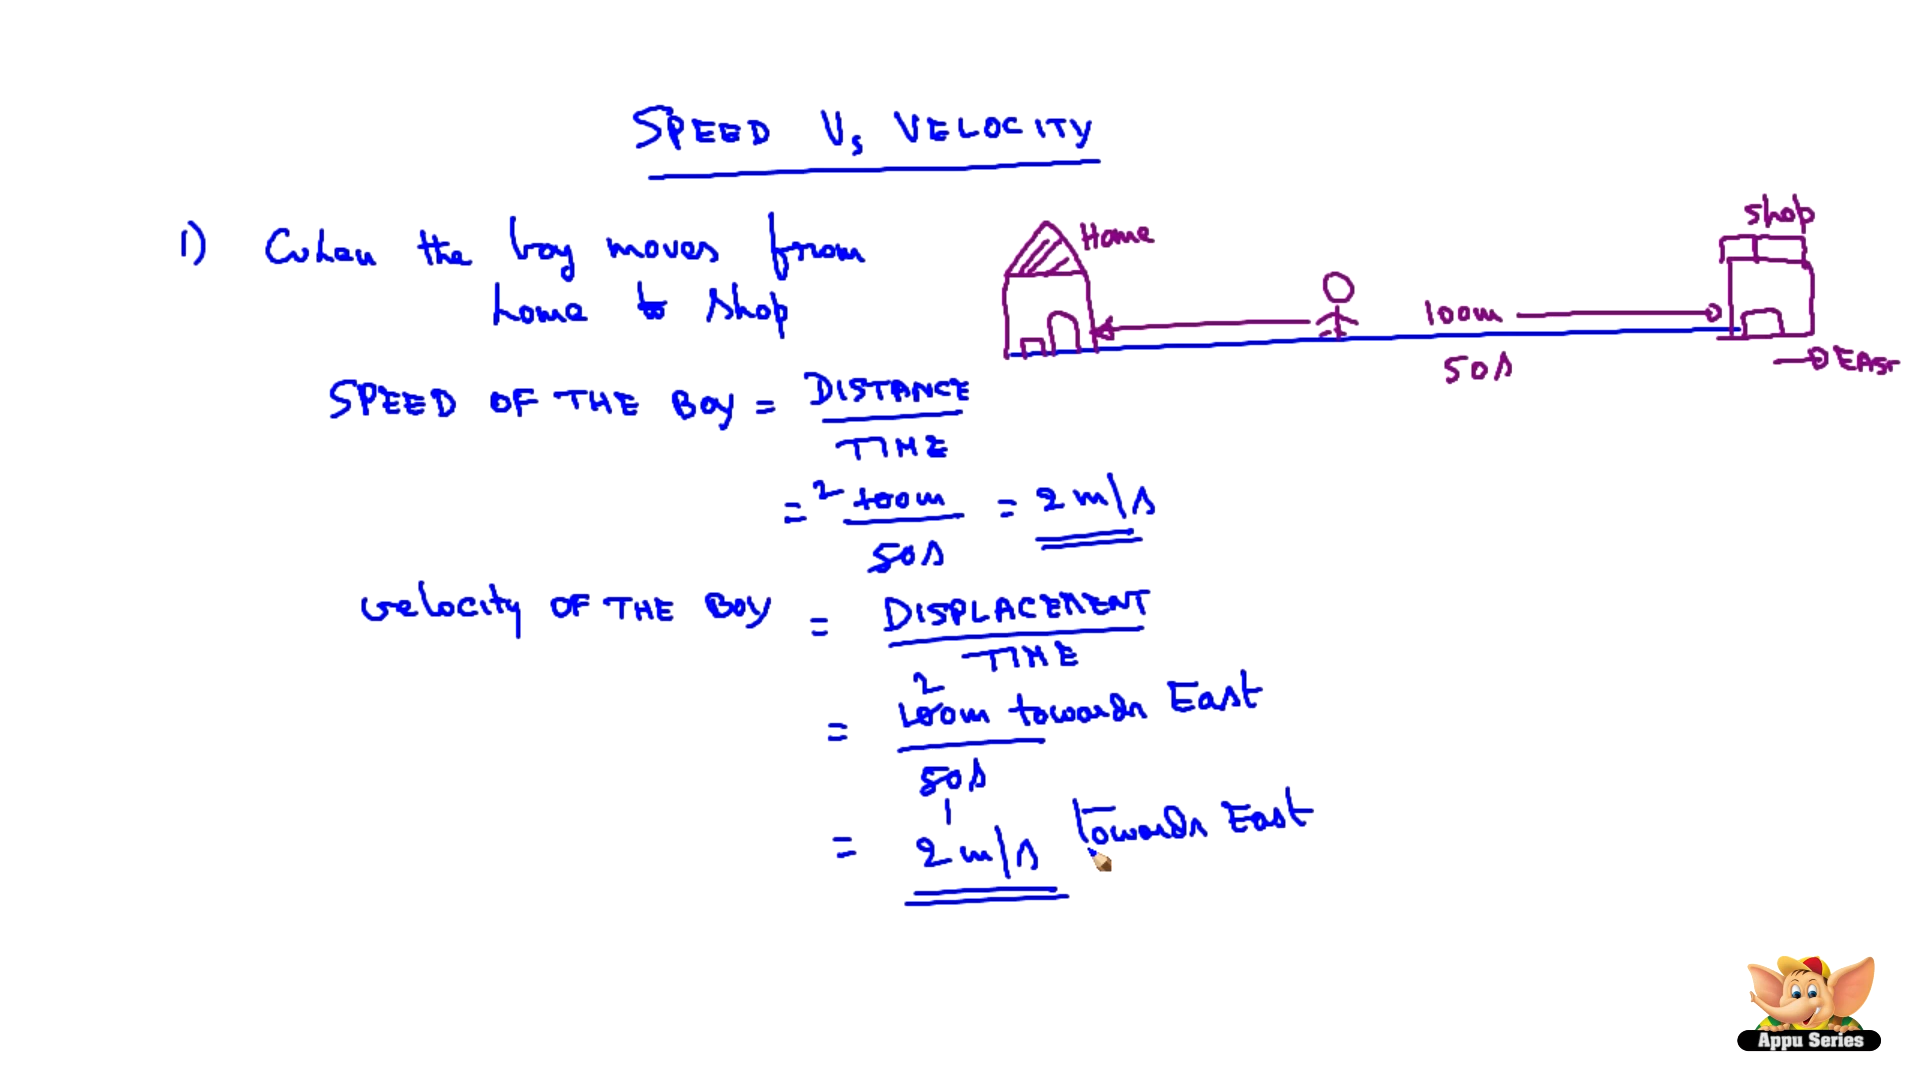 SPEED Vs VELOCITY
1) When the boy moves from
home to shop
Home
shop
100m
50s
EAST
SPEED OF THE BOY = DISTANCE
TIME
= 2 100m = 2 m/s
50s
velocity OF THE BOY = DISPLACEMENT
TIME
2
= 100m towards East
50s
1
= 2 m/s towards East
Appu Series